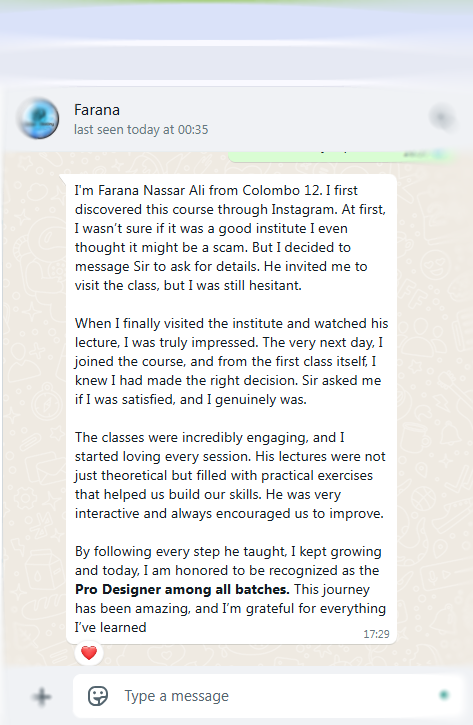 Farana
last seen today at 00:35
I'm Farana Nassar Ali from Colombo 12. I first
discovered this course through Instagram. At first,
I wasn't sure if it was a good institute I even
thought it might be a scam. But I decided to
message Sir to ask for details. He invited me to
visit the class, but I was still hesitant.
When I finally visited the institute and watched his
lecture, I was truly impressed. The very next day, I
joined the course, and from the first class itself, I
knew I had made the right decision. Sir asked me
if I was satisfied, and I genuinely was.
The classes were incredibly engaging, and I
started loving every session. His lectures were not
just theoretical but filled with practical exercises
that helped us build our skills. He was very
interactive and always encouraged us to improve.
By following every step he taught, I kept growing
and today, I am honored to be recognized as the
Pro Designer among all batches. This journey
has been amazing, and I'm grateful for everything
I've learned
17:29
Type a message